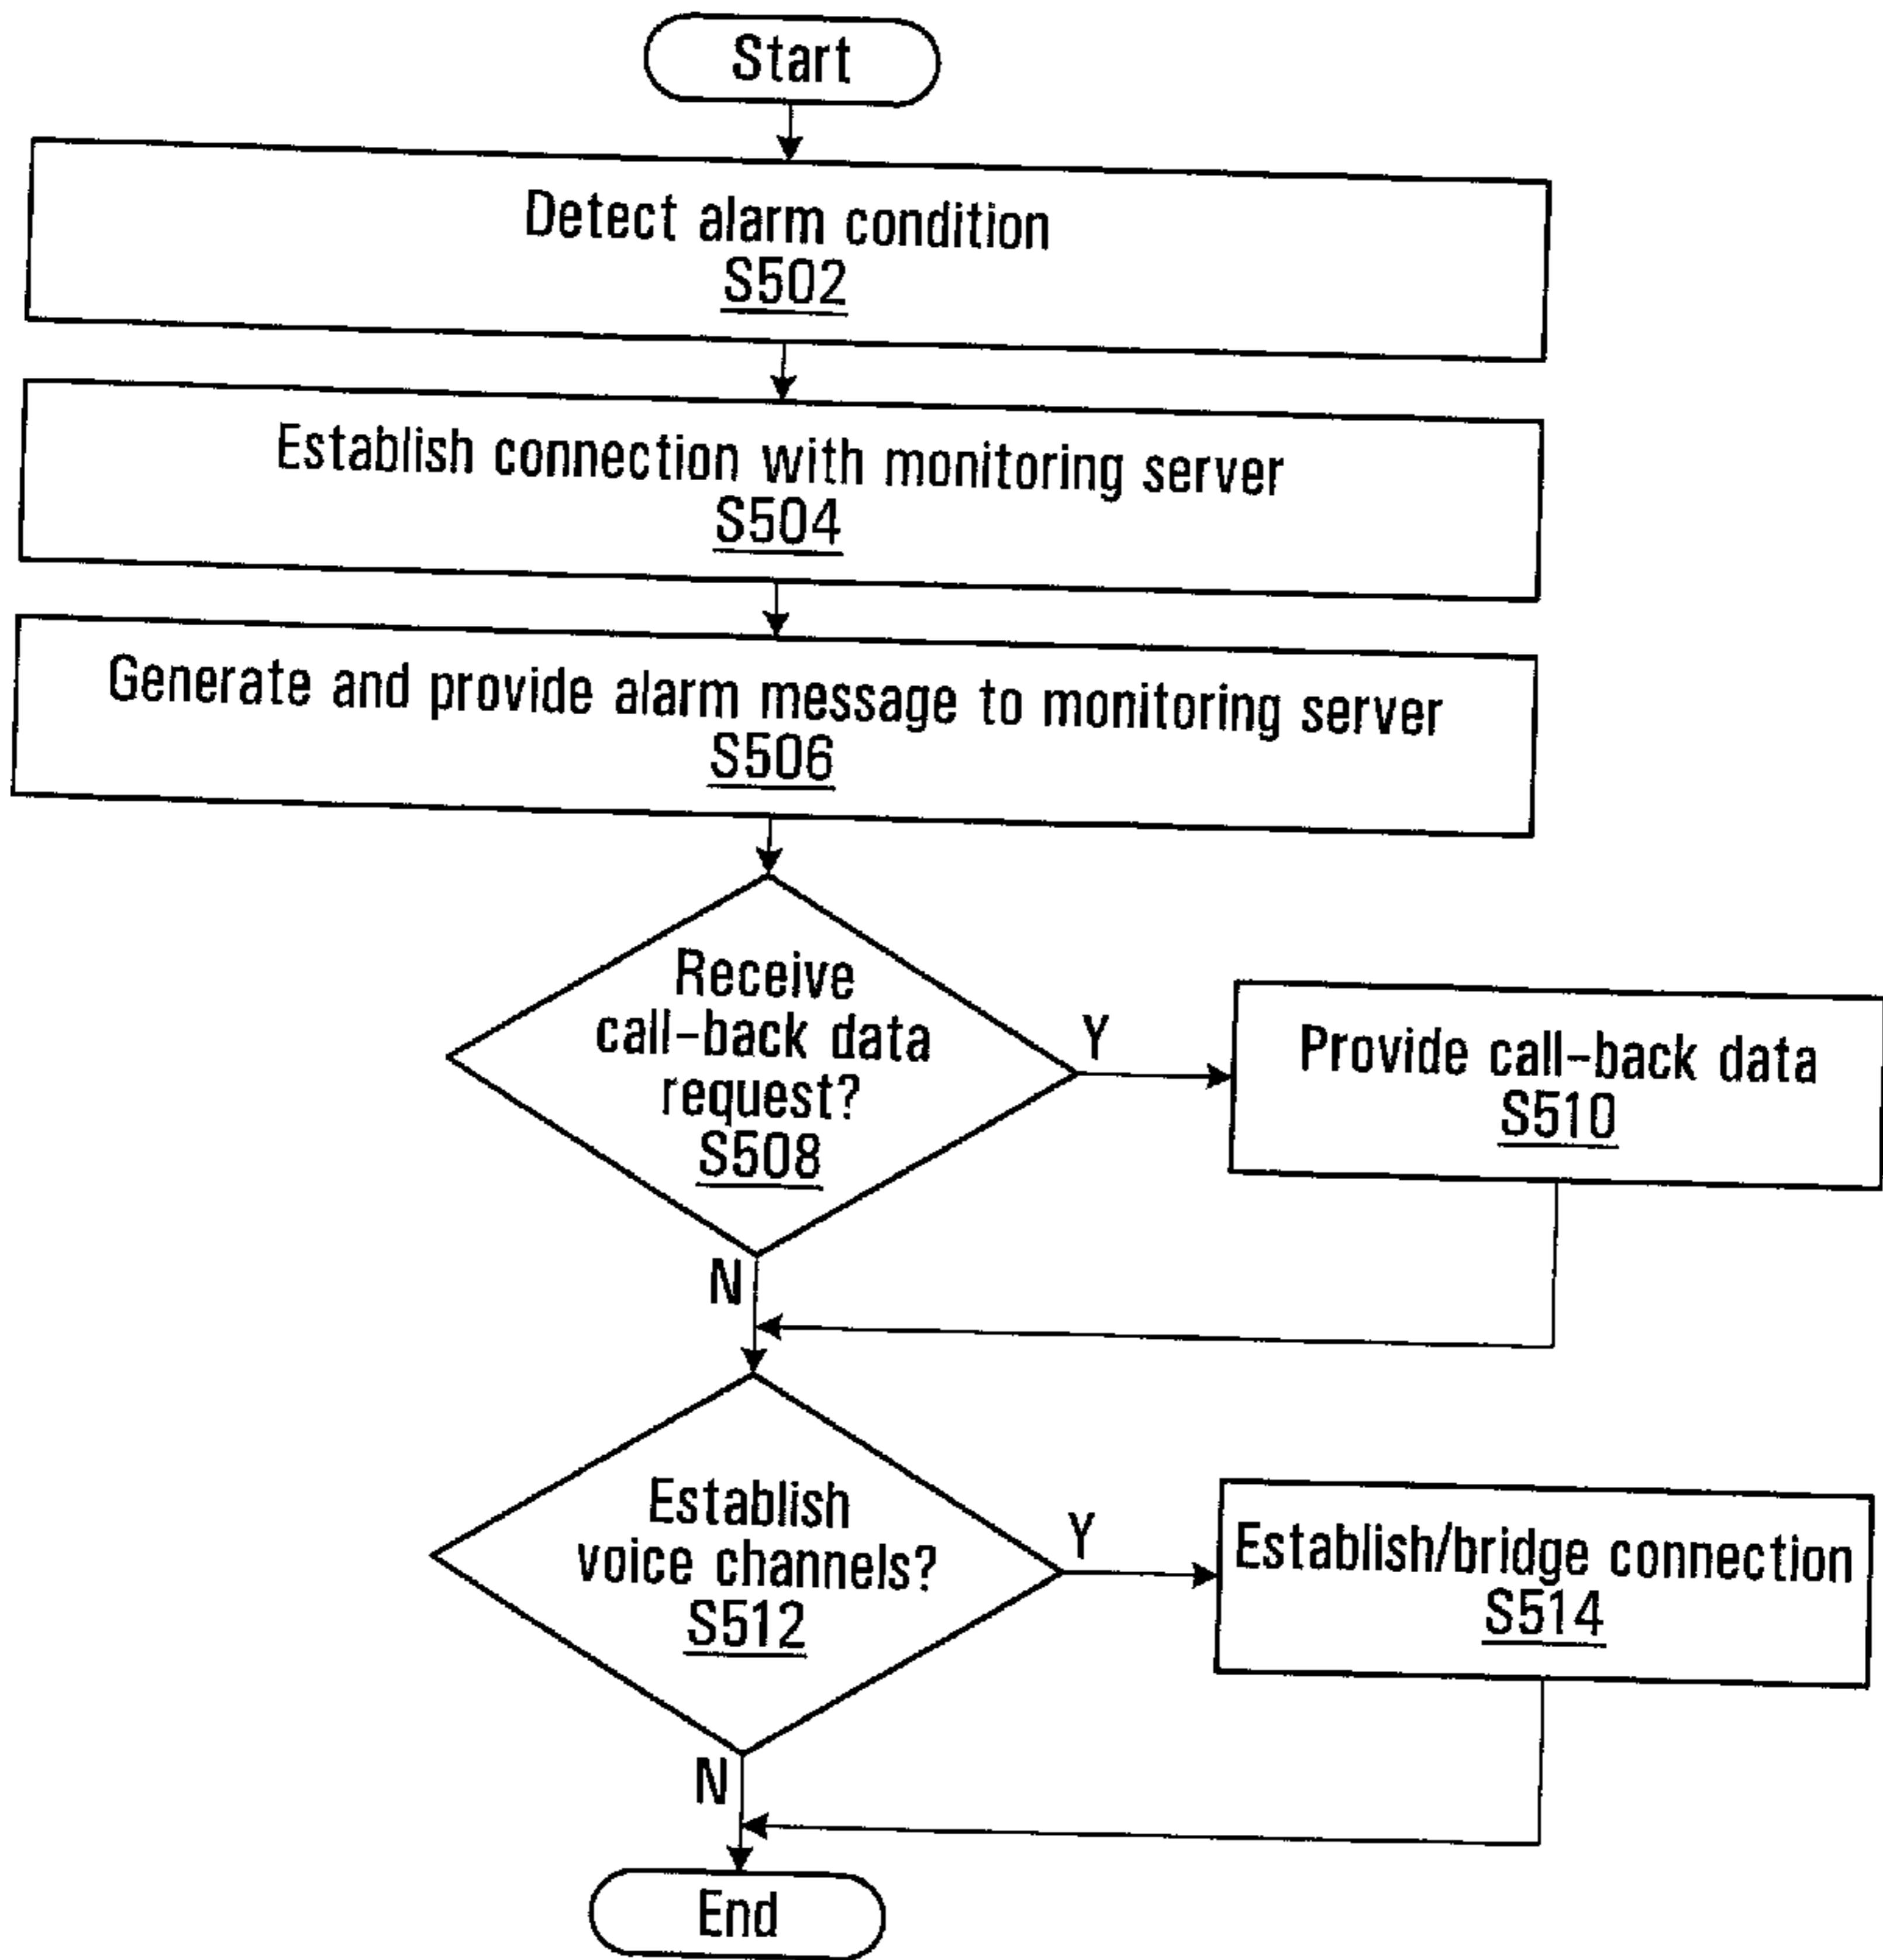 Start
Detect alarm condition
S502
Establish connection with monitoring server
S504
Generate and provide alarm message to monitoring server
S506
Receive
call-back data
request?
S508
Y
Provide call-back data
S510
N
Establish
voice channels?
S512
Y
Establish/bridge connection
S514
N
End